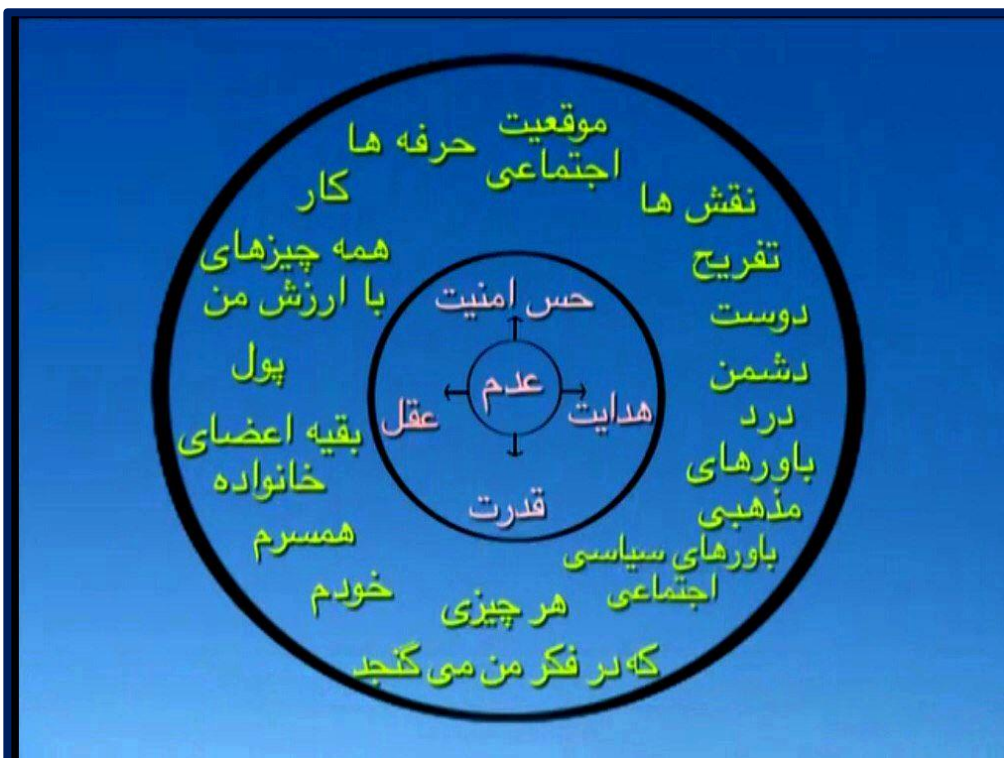 موقعیت
اجتماعی
حرفه ها
کار
همه چیزهای
با ارزش من
پول
بقیه اعضای
خانواده
همسرم
خودم
هر چیزی
که در فکر من می گنجد
باورهای سیاسی
اجتماعی
باورهای
مذهبی
درد
دشمن
دوست
تفریح
نقش ها
حس امنیت
عدم
هدایت
عقل
قدرت